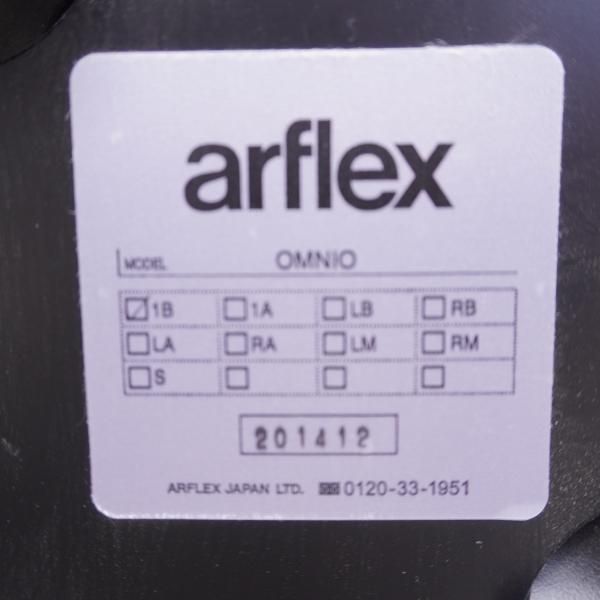 arflex
MODEL OMNIO
☑1B ☐1A ☐LB ☐RB
☐LA ☐RA ☐LM ☐RM
☐S ☐ ☐ ☐
201412
ARFLEX JAPAN LTD. 0120-33-1951